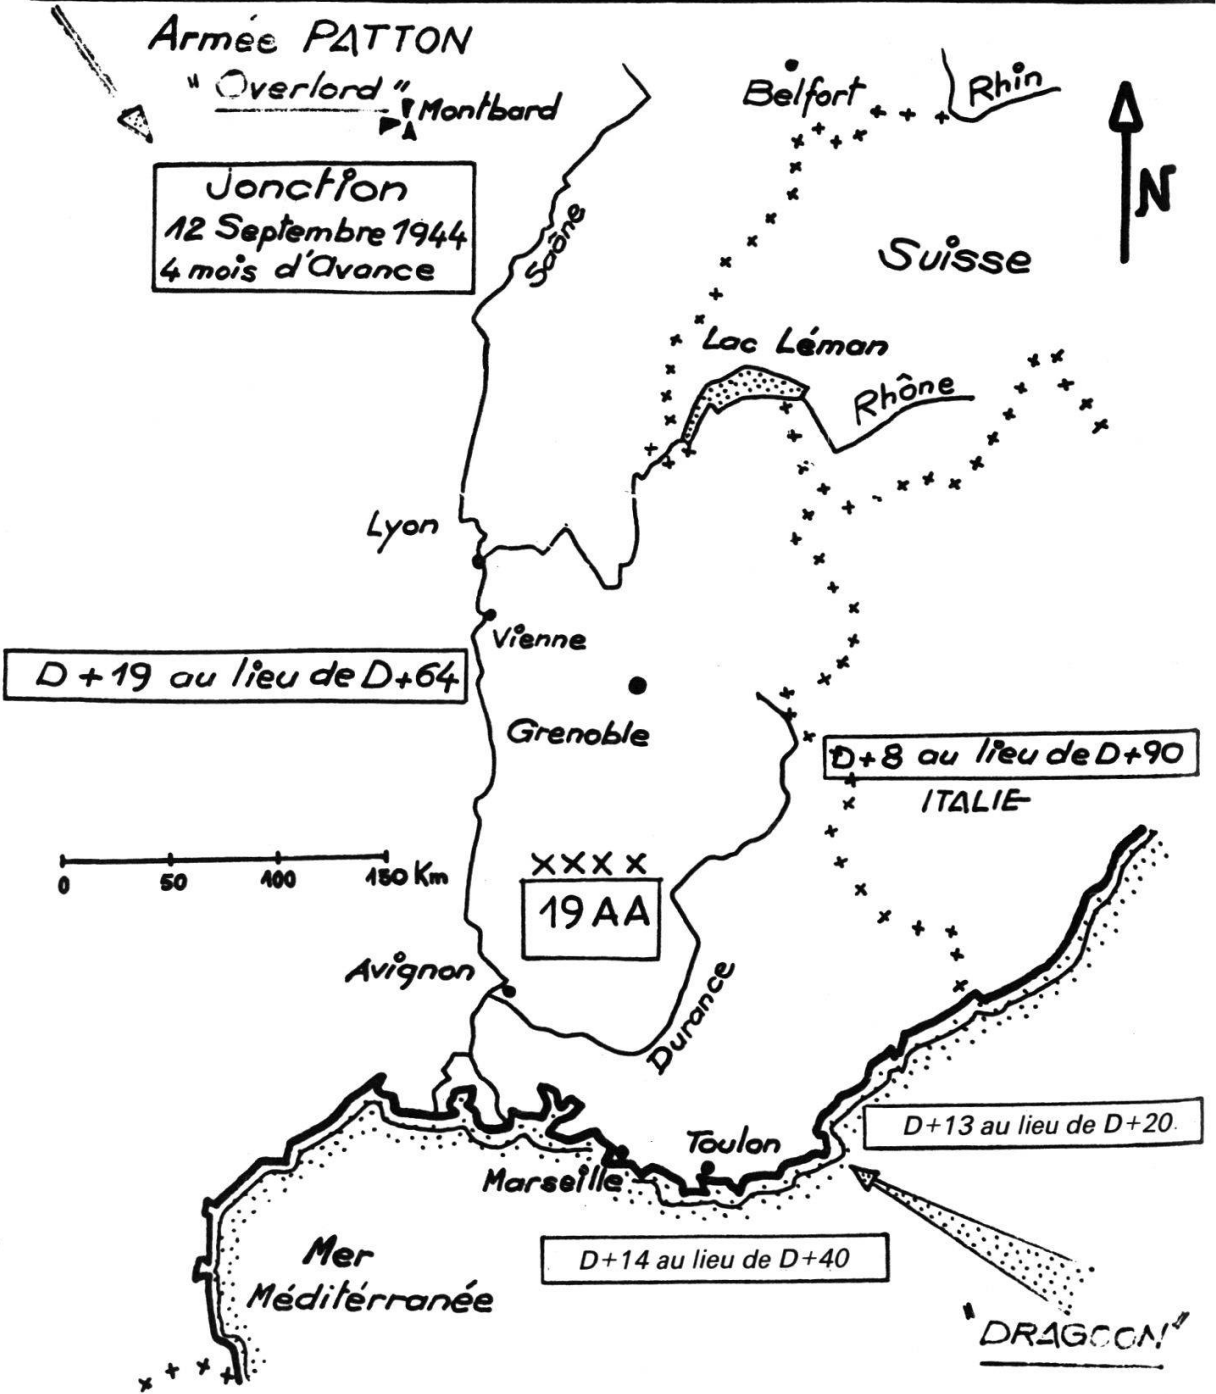 Armée PATTON
"Overlord"
Montbard
Belfort
Rhin
N
Jonction
12 Septembre 1944
4 mois d'Avance
Saône
Suisse
Lac Léman
Rhône
Lyon
Vienne
D+19 au lieu de D+64
Grenoble
D+8 au lieu de D+90
ITALIE
0 50 100 150 Km
XXXX
19 AA
Avignon
Durance
D+13 au lieu de D+20.
Toulon
Marseille
D+14 au lieu de D+40
Mer
Méditérranée
"DRAGOON"